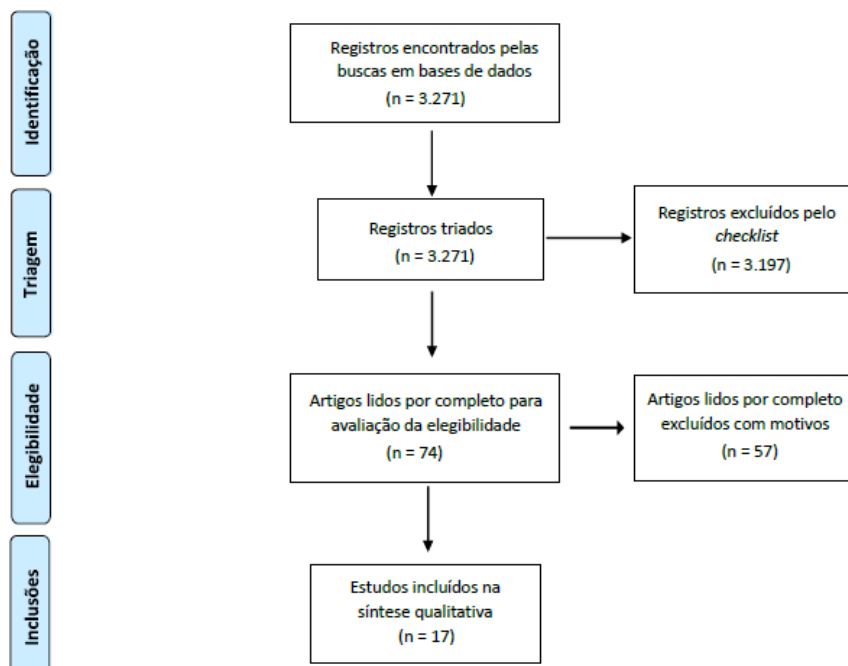 Identificação
Registros encontrados pelas
buscas em bases de dados
(n = 3.271)
Triagem
Registros triados
(n = 3.271)
Registros excluídos pelo
checklist
(n = 3.197)
Elegibilidade
Artigos lidos por completo para
avaliação da elegibilidade
(n = 74)
Artigos lidos por completo
excluídos com motivos
(n = 57)
Inclusões
Estudos incluídos na
síntese qualitativa
(n = 17)